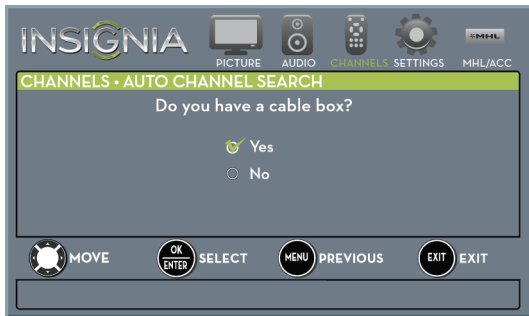 INSIGNIA
PICTURE AUDIO CHANNELS SETTINGS MHL MHL/ACC
CHANNELS • AUTO CHANNEL SEARCH
Do you have a cable box?
Yes
No
MOVE OK ENTER SELECT MENU PREVIOUS EXIT EXIT